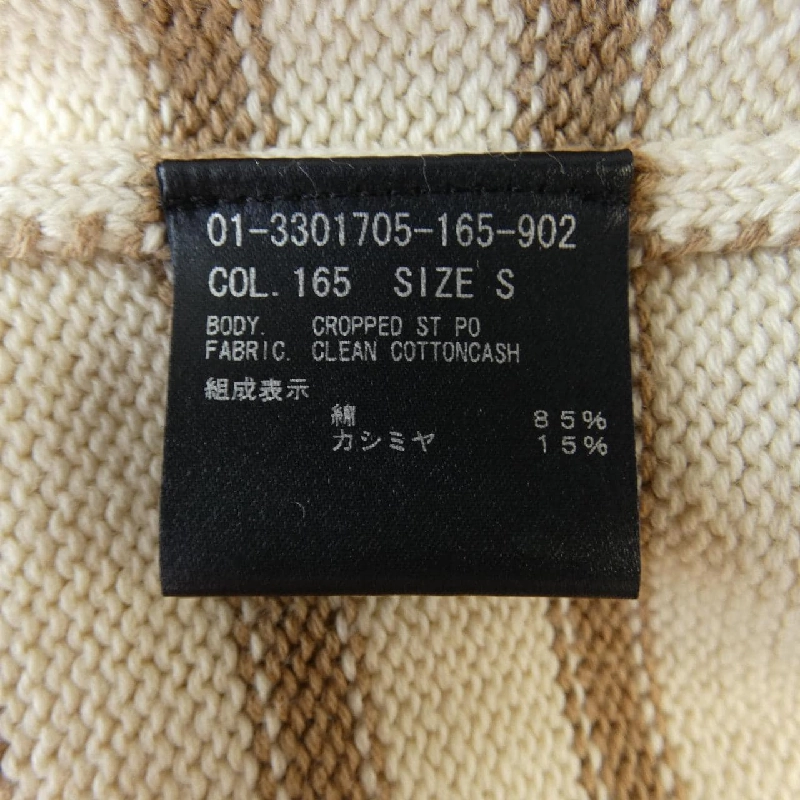 01-3301705-165-902
COL. 165 SIZE S
BODY. CROPPED ST PO
FABRIC. CLEAN COTTONCASH
組成表示
綿 85%
カシミヤ 15%